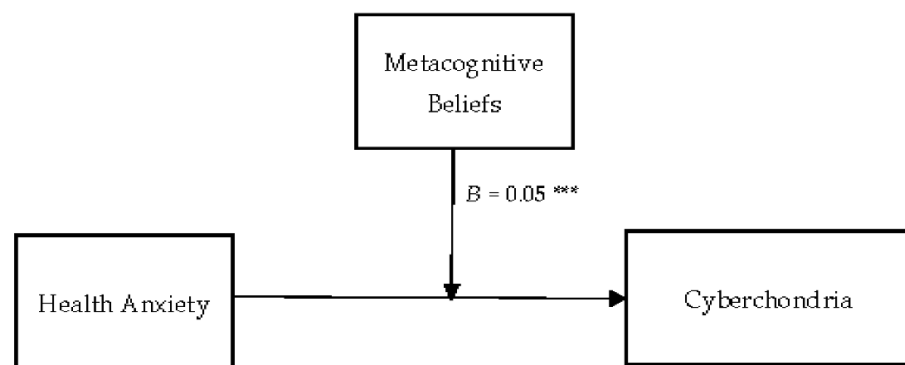 Metacognitive
Beliefs
B = 0.05 ***
Health Anxiety
Cyberchondria